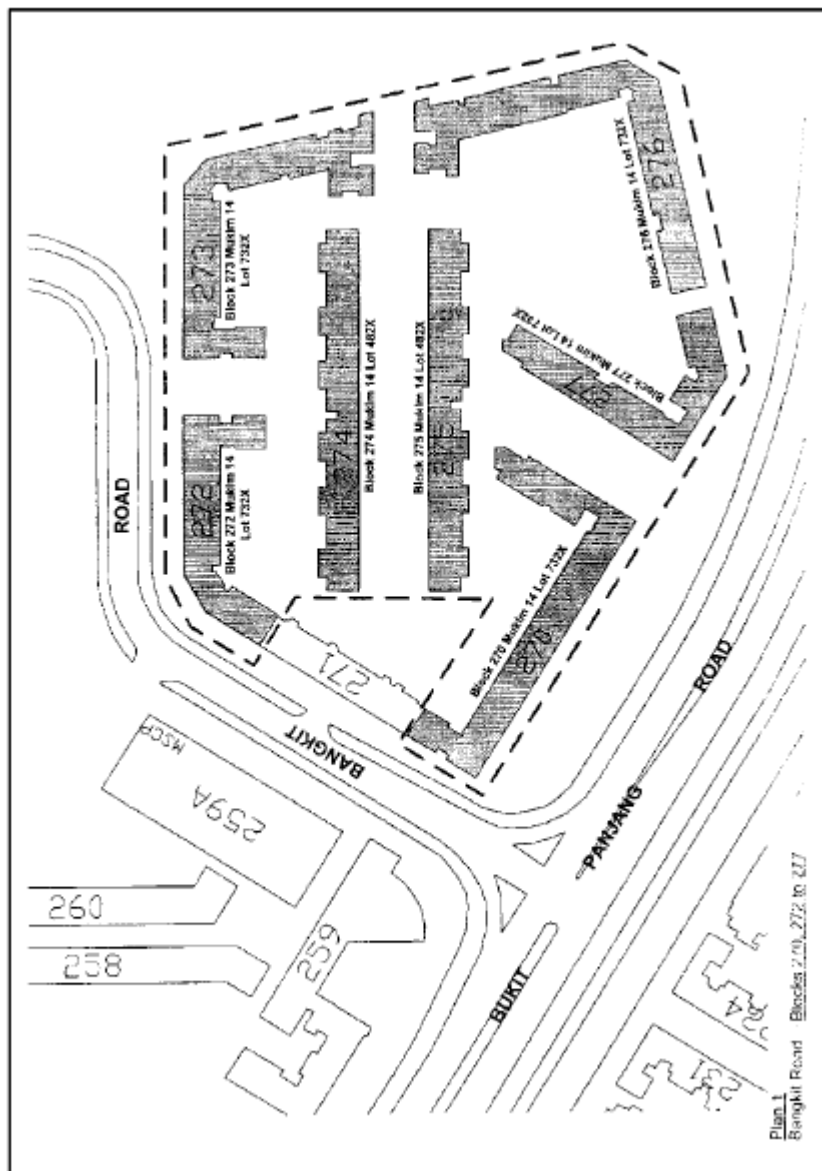 ROAD
273
Block 273 Mukim 14
Lot 732X
272
Block 272 Mukim 14
Lot 732X
274
Block 274 Mukim 14 Lot 482X
275
Block 275 Mukim 14 Lot 482X
276
Block 276 Mukim 14 Lot 732X
277
Block 277 Mukim 14 Lot 732X
270
Block 270 Mukim 14 Lot 732X
271
BANGKIT
MSCP
259A
260
258
259
BUKIT
PANJANG
ROAD
231
Plan 1
Bangkit Road Blocks 270, 272 to 277